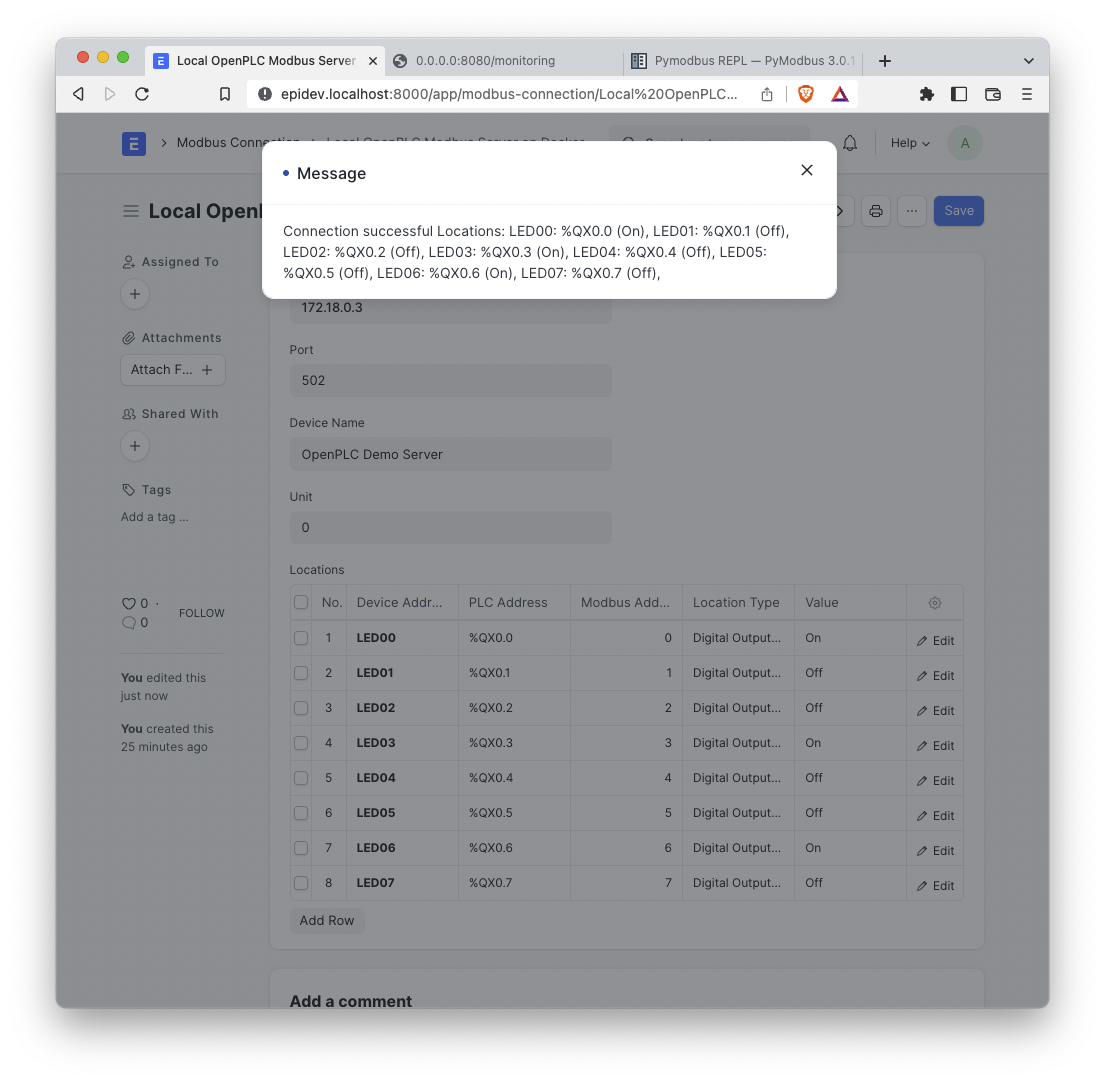 Local OpenPLC Modbus Server
0.0.0.0:8080/monitoring
Pymodbus REPL — PyModbus 3.0.1
epidev.localhost:8000/app/modbus-connection/Local%20OpenPLC...
E
Modbus Connection
Help
A
Message
Connection successful Locations: LED00: %QX0.0 (On), LED01: %QX0.1 (Off),
LED02: %QX0.2 (Off), LED03: %QX0.3 (On), LED04: %QX0.4 (Off), LED05:
%QX0.5 (Off), LED06: %QX0.6 (On), LED07: %QX0.7 (Off),
Local Open
...
Save
Assigned To
Attachments
Attach F...
Shared With
Tags
Add a tag ...
0 ·
0
FOLLOW
You edited this
just now
You created this
25 minutes ago
172.18.0.3
Port
502
Device Name
OpenPLC Demo Server
Unit
0
Locations
No. Device Addr... PLC Address Modbus Add... Location Type Value
1 LED00 %QX0.0 0 Digital Output... On Edit
2 LED01 %QX0.1 1 Digital Output... Off Edit
3 LED02 %QX0.2 2 Digital Output... Off Edit
4 LED03 %QX0.3 3 Digital Output... On Edit
5 LED04 %QX0.4 4 Digital Output... Off Edit
6 LED05 %QX0.5 5 Digital Output... Off Edit
7 LED06 %QX0.6 6 Digital Output... On Edit
8 LED07 %QX0.7 7 Digital Output... Off Edit
Add Row
Add a comment